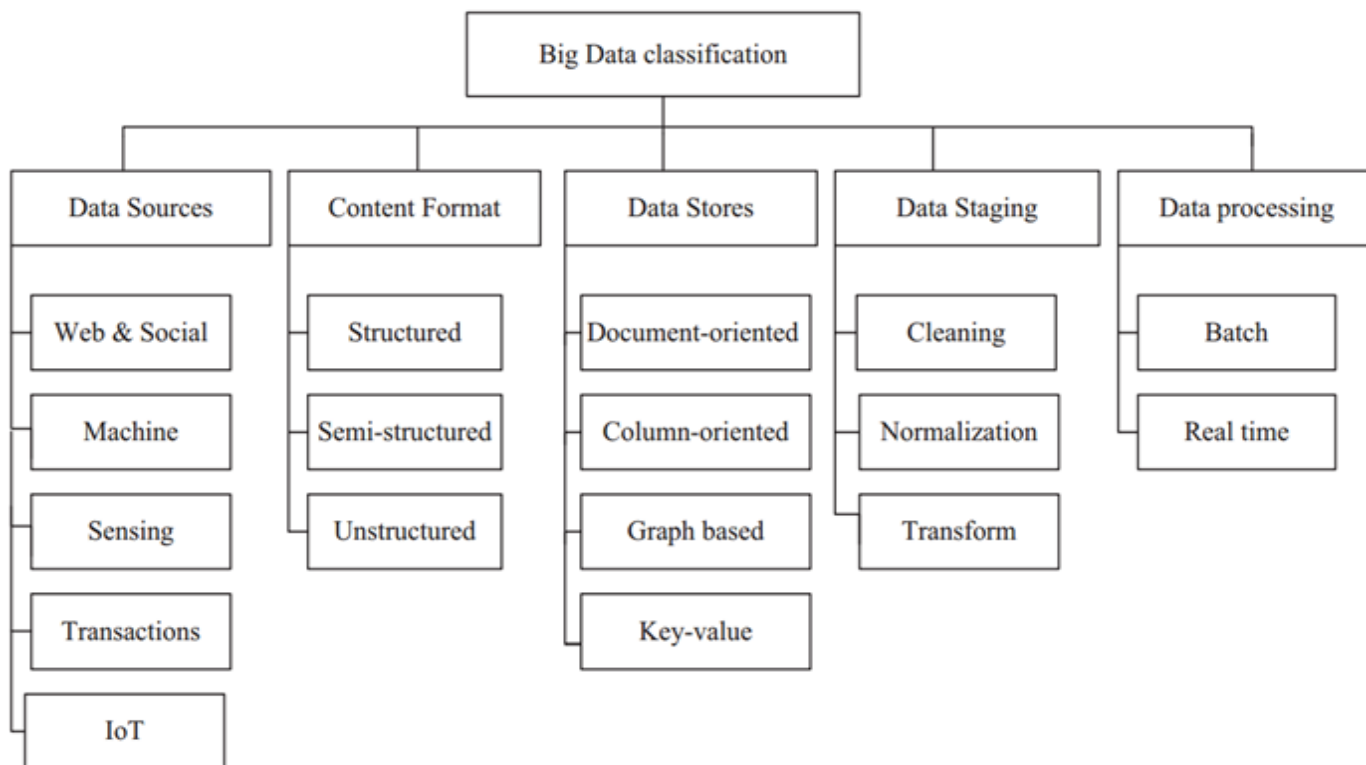 Big Data classification
Data Sources
Content Format
Data Stores
Data Staging
Data processing
Web & Social
Structured
Document-oriented
Cleaning
Batch
Machine
Semi-structured
Column-oriented
Normalization
Real time
Sensing
Unstructured
Graph based
Transform
Transactions
Key-value
IoT